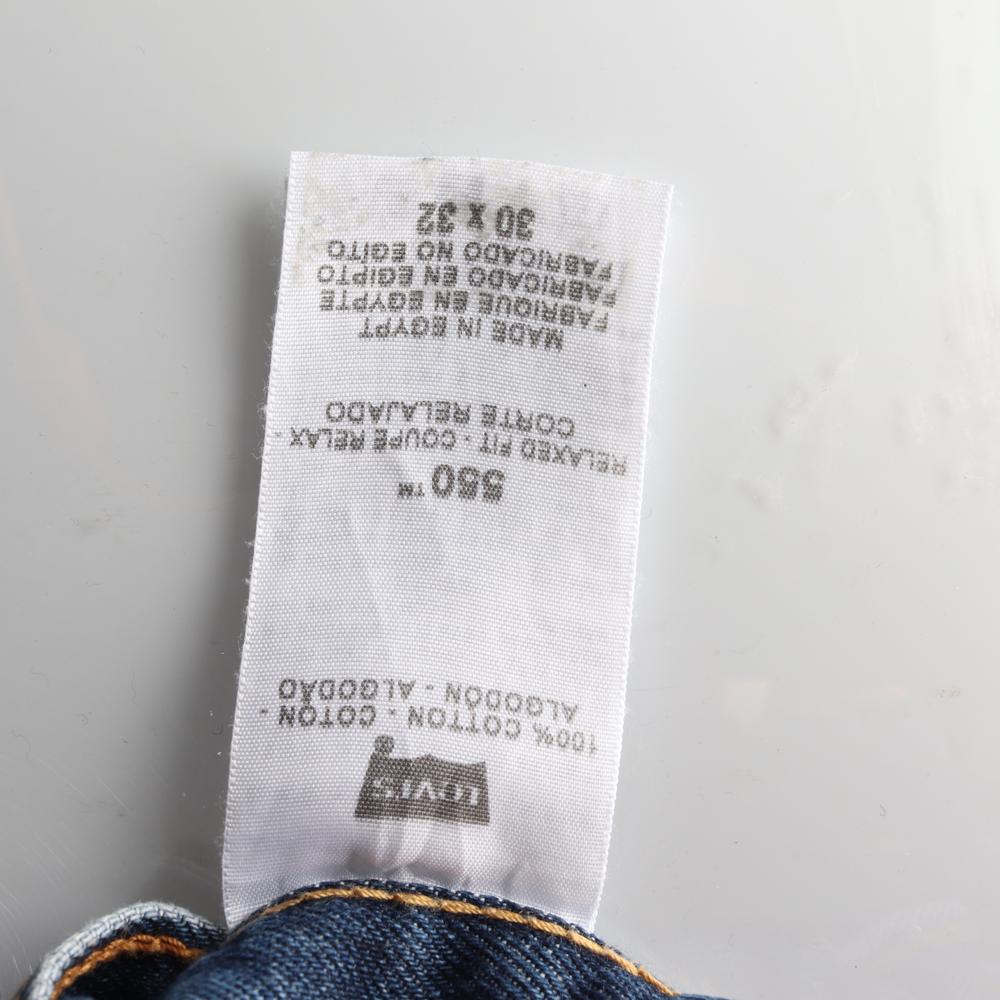 LEVI'S ®
100% COTTON - COTON -
ALGODÓN - ALGODÃO
550™
RELAXED FIT - COUPE RELAX -
CORTE RELAJADO
MADE IN EGYPT
FABRIQUE EN EGYPTE
FABRICADO EN EGIPTO
FABRICADO NO EGITO
30 X 32